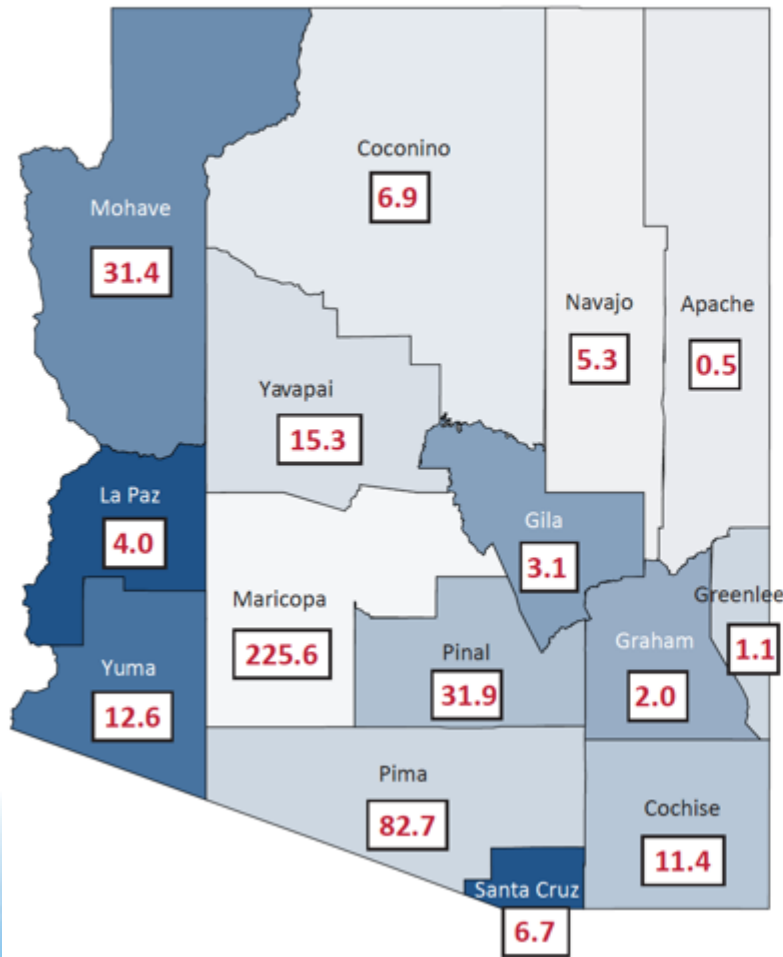 Coconino
6.9
Mohave
31.4
Navajo
5.3
Apache
0.5
Yavapai
15.3
La Paz
4.0
Gila
3.1
Maricopa
225.6
Pinal
31.9
Graham
2.0
Greenlee
1.1
Yuma
12.6
Pima
82.7
Cochise
11.4
Santa Cruz
6.7